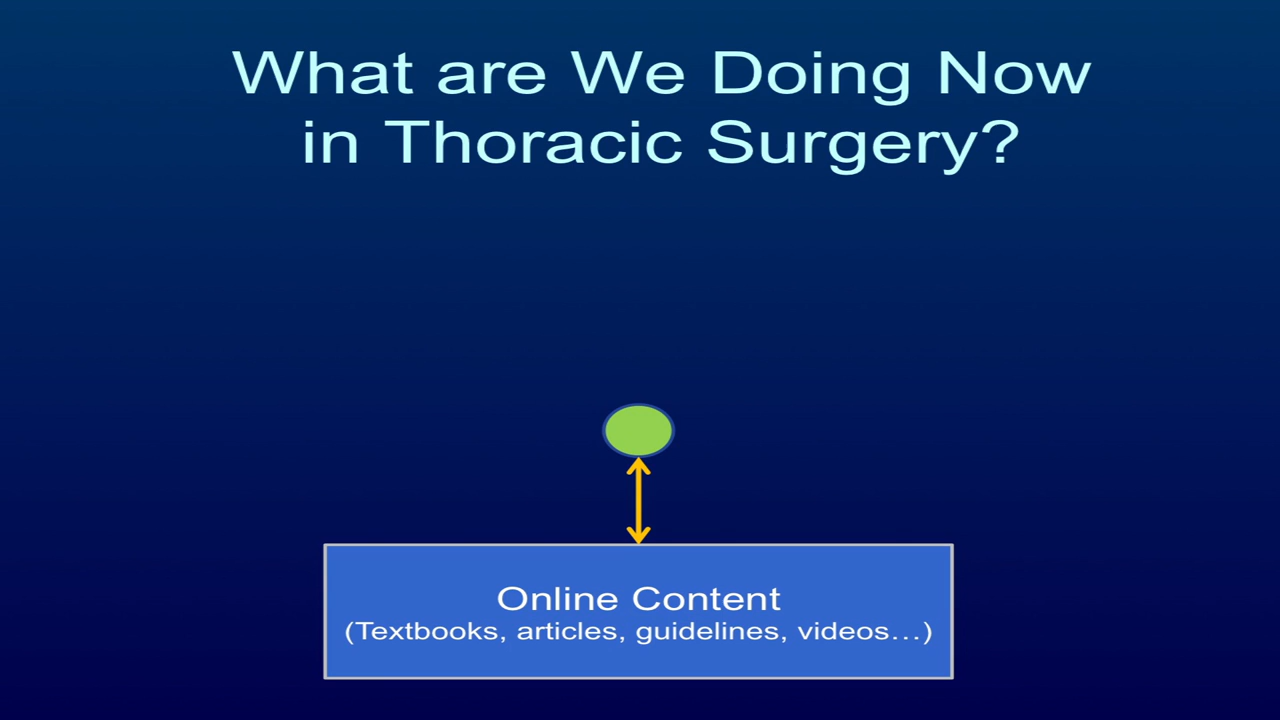 What are We Doing Now
in Thoracic Surgery?
Online Content
(Textbooks, articles, guidelines, videos…)